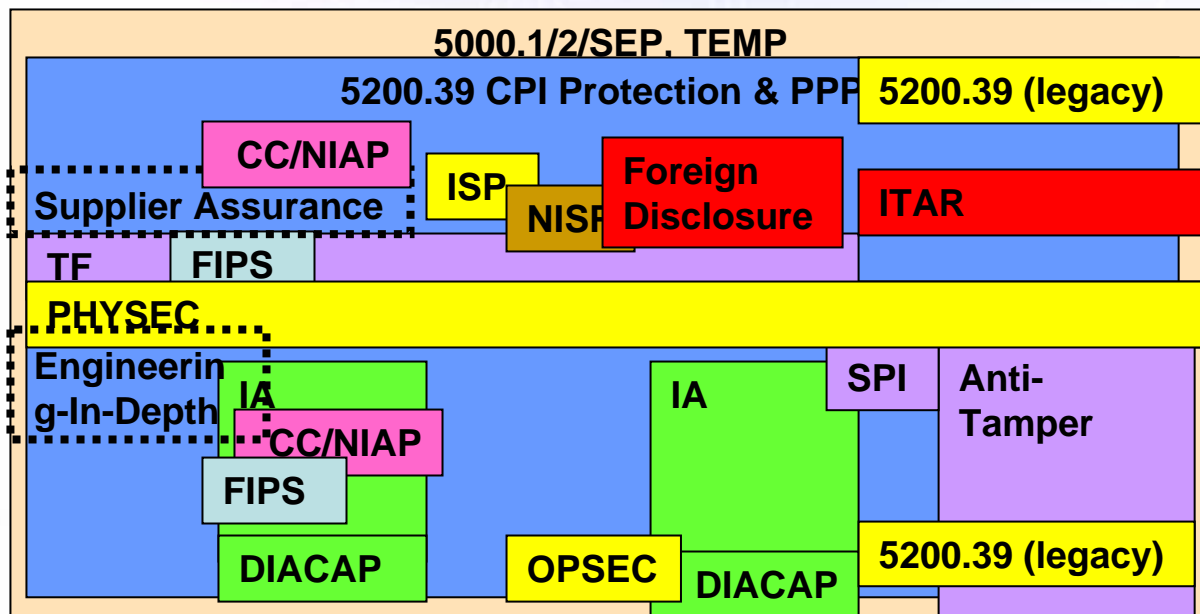 5000.1/2/SEP, TEMP
5200.39 CPI Protection & PPP
5200.39 (legacy)
CC/NIAP
ISP
NISP
Foreign
Disclosure
ITAR
Supplier Assurance
TF
FIPS
PHYSEC
Engineerin
g-In-Depth
IA
CC/NIAP
FIPS
DIACAP
OPSEC
IA
DIACAP
SPI
Anti-
Tamper
5200.39 (legacy)